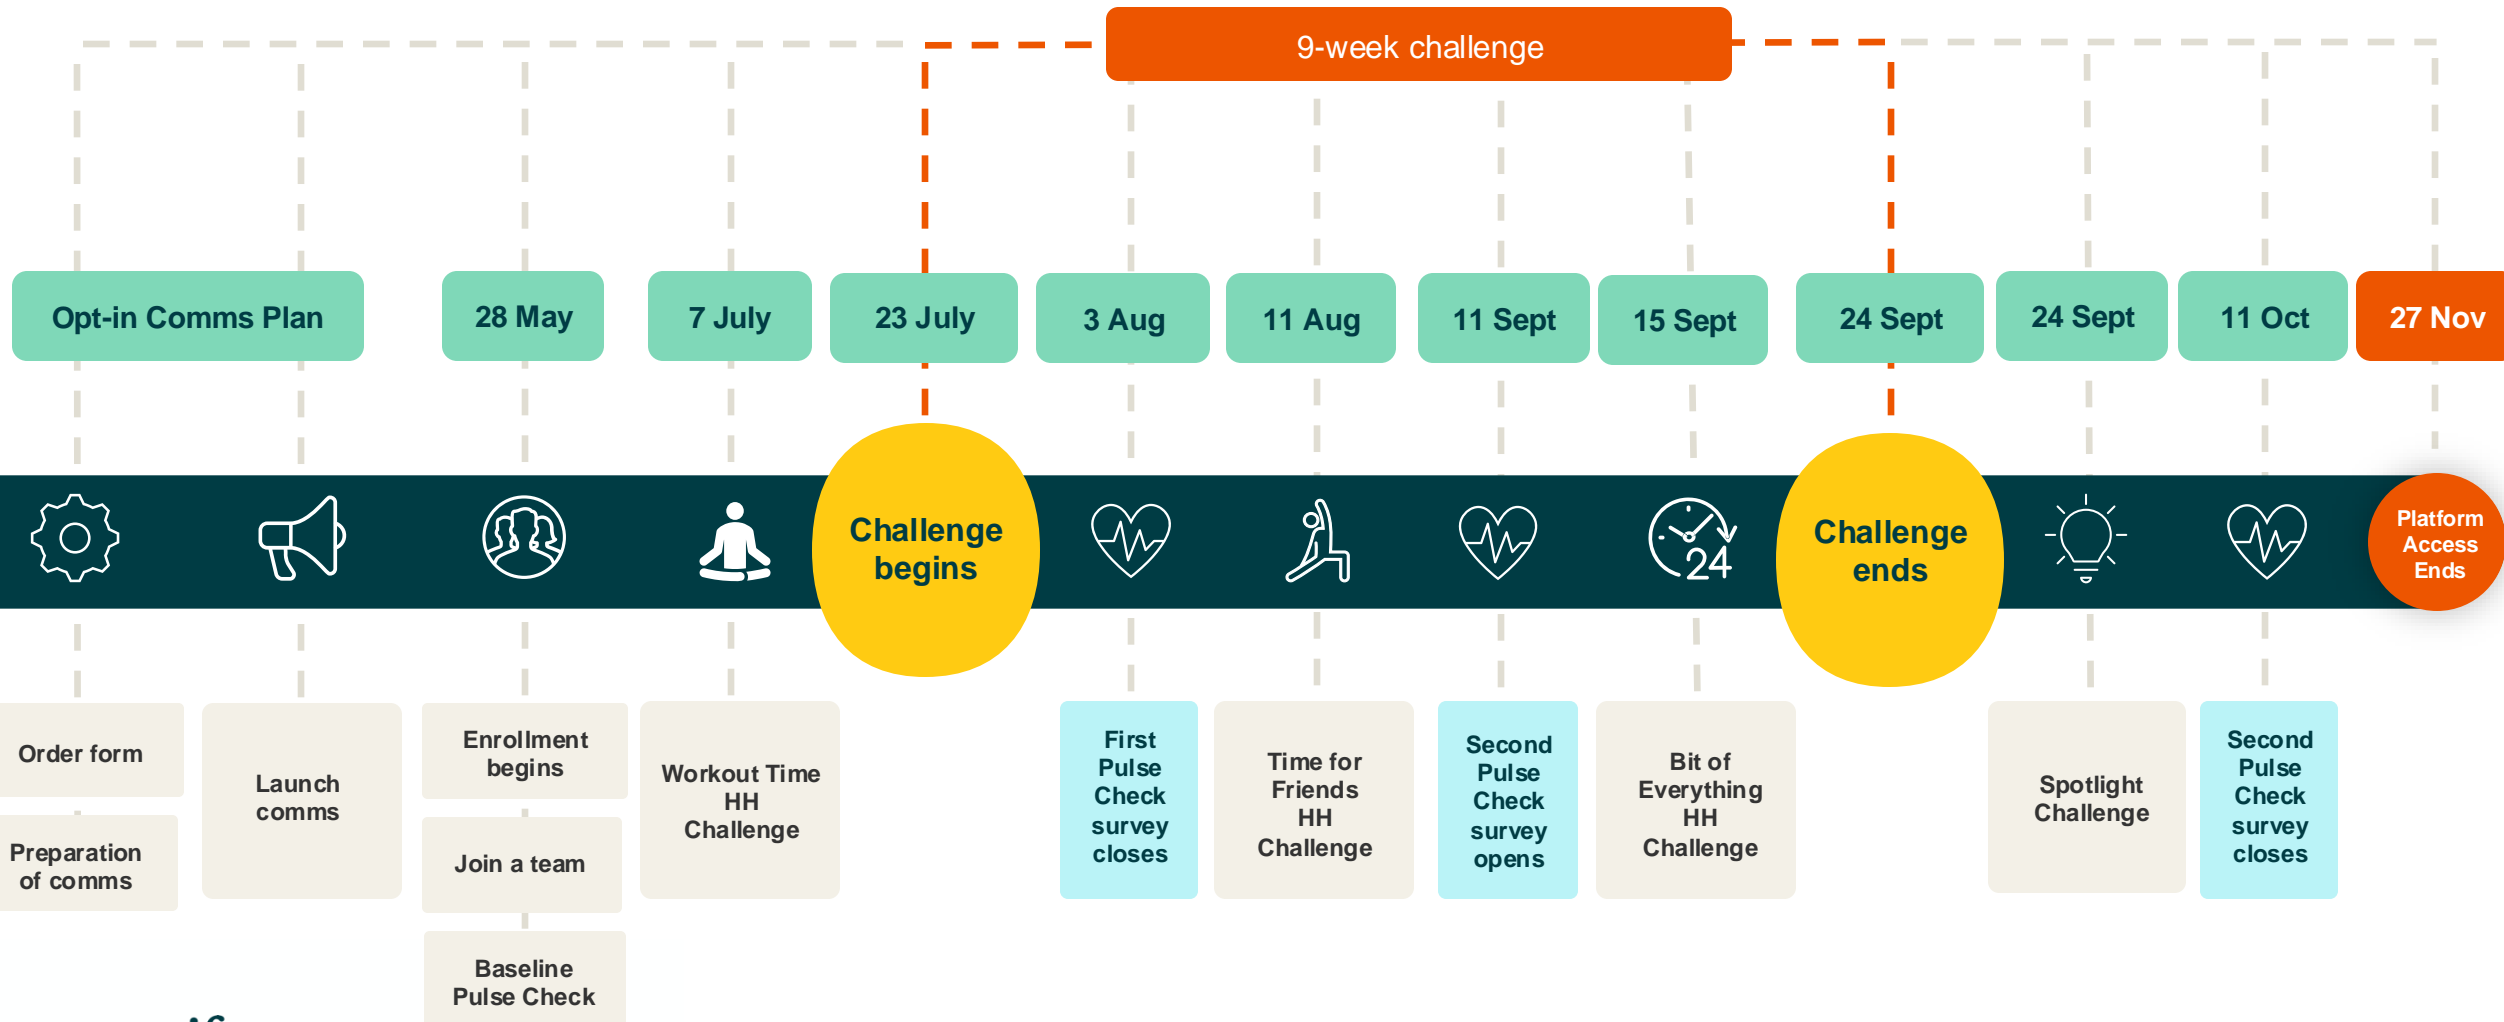 9-week challenge
Opt-in Comms Plan
28 May
7 July
23 July
3 Aug
11 Aug
11 Sept
15 Sept
24 Sept
24 Sept
11 Oct
27 Nov
Challenge
begins
24
Challenge
ends
Platform
Access
Ends
Order form
Preparation
of comms
Launch
comms
Enrollment
begins
Join a team
Baseline
Pulse Check
Workout Time
HH
Challenge
First
Pulse
Check
survey
closes
Time for
Friends
HH
Challenge
Second
Pulse
Check
survey
opens
Bit of
Everything
HH
Challenge
Spotlight
Challenge
Second
Pulse
Check
survey
closes